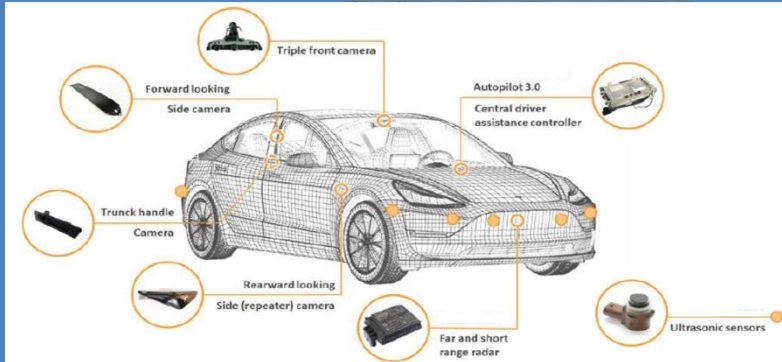 Triple front camera
Forward looking
Side camera
Autopilot 3.0
Central driver
assistance controller
Trunck handle
Camera
Rearward looking
Side (repeater) camera
Far and short
range radar
Ultrasonic sensors